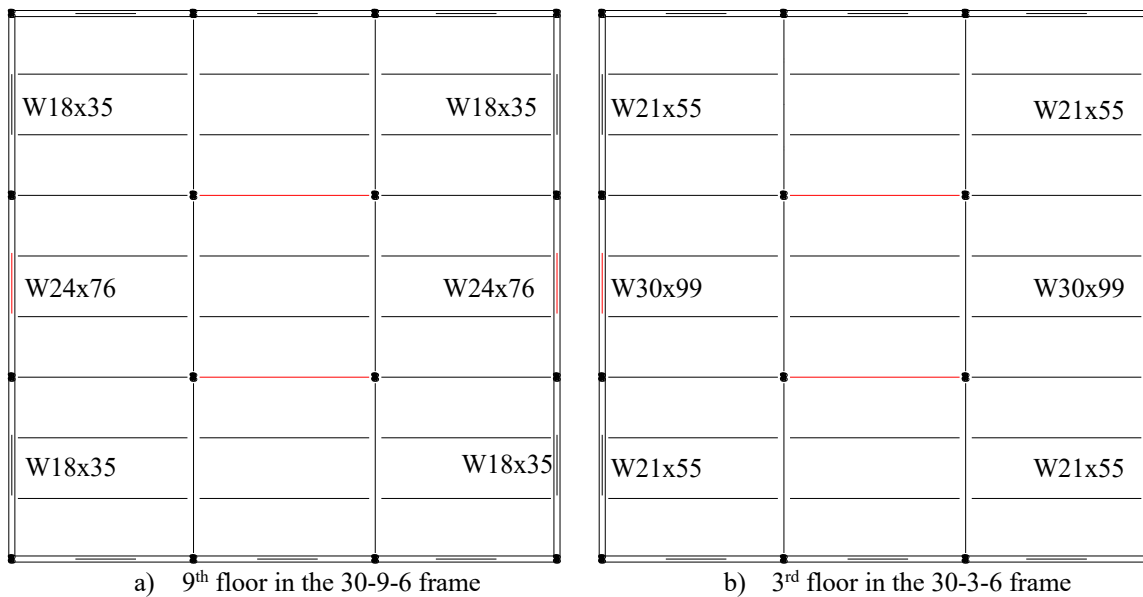 W18x35 W18x35 W21x55 W21x55
W24x76 W24x76 W30x99 W30x99
W18x35 W18x35 W21x55 W21x55
a) 9th floor in the 30-9-6 frame b) 3rd floor in the 30-3-6 frame